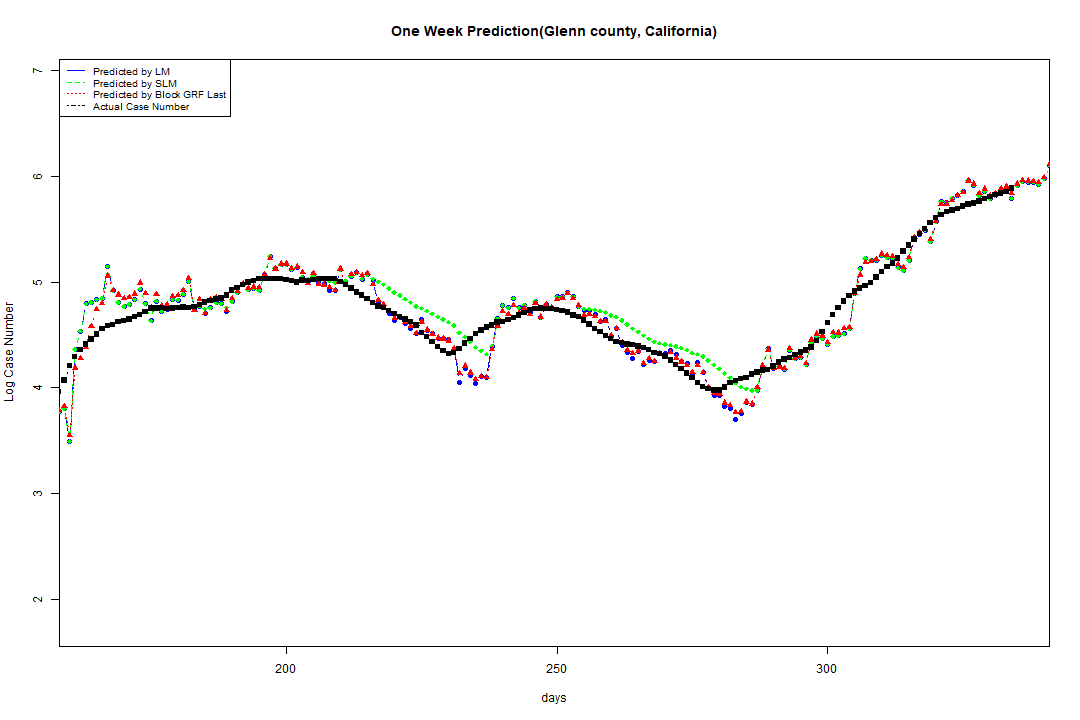 One Week Prediction(Glenn county, California)
Predicted by LM
Predicted by SLM
Predicted by Block GRF Last
Actual Case Number
Log Case Number
7
6
5
4
3
2
200
250
300
days